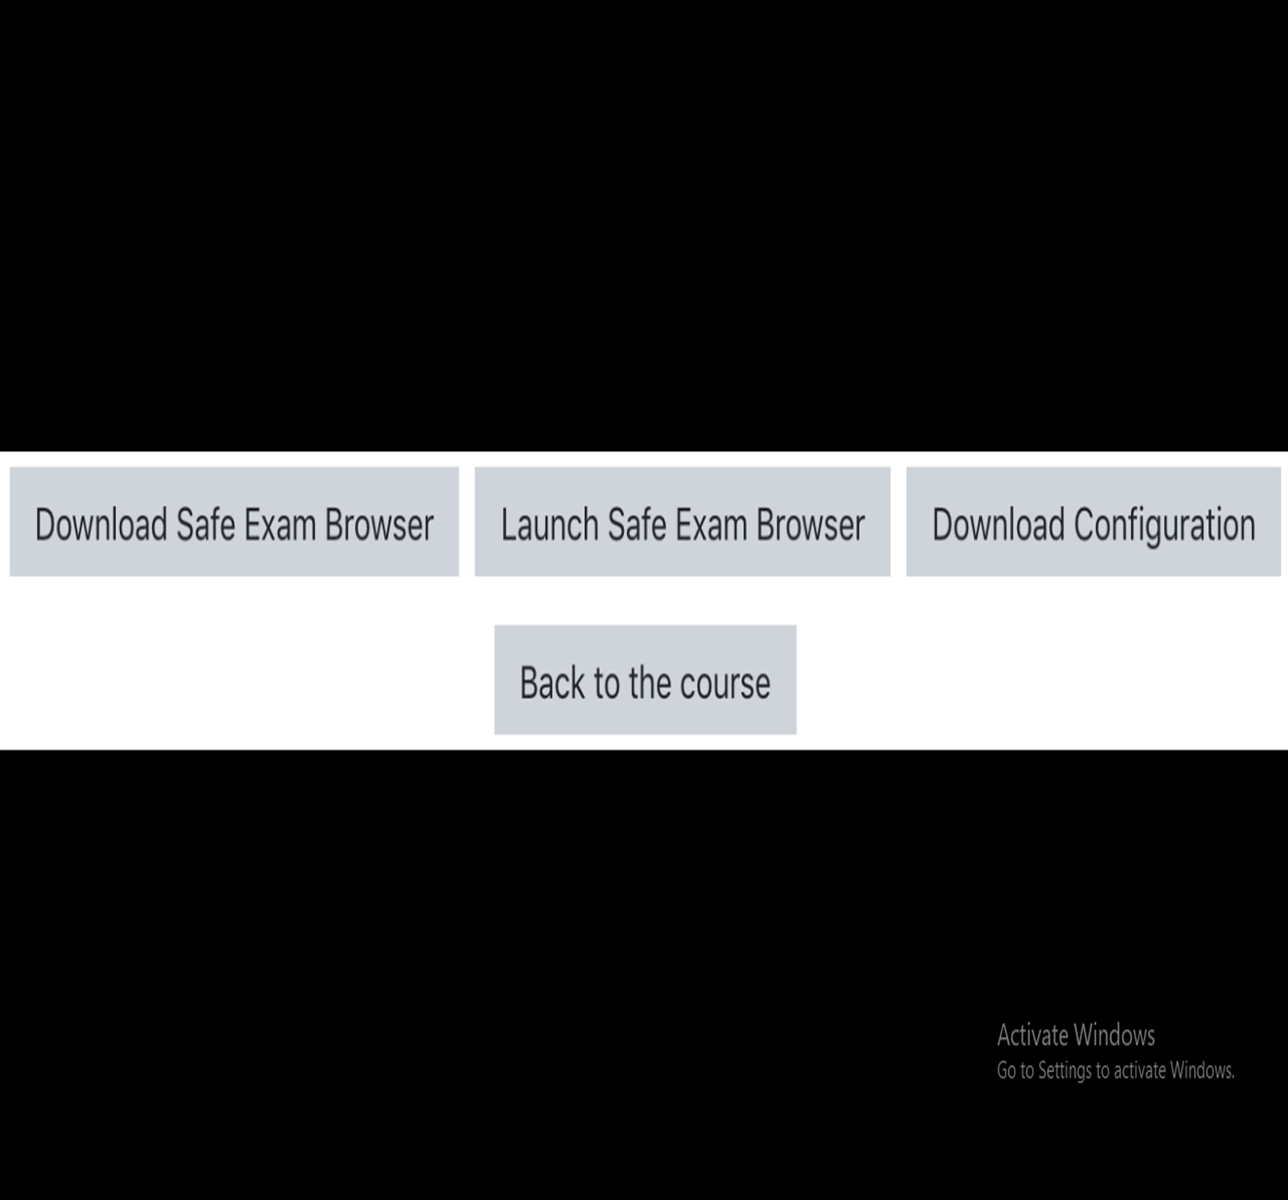 Download Safe Exam Browser
Launch Safe Exam Browser
Download Configuration
Back to the course
Activate Windows
Go to Settings to activate Windows.